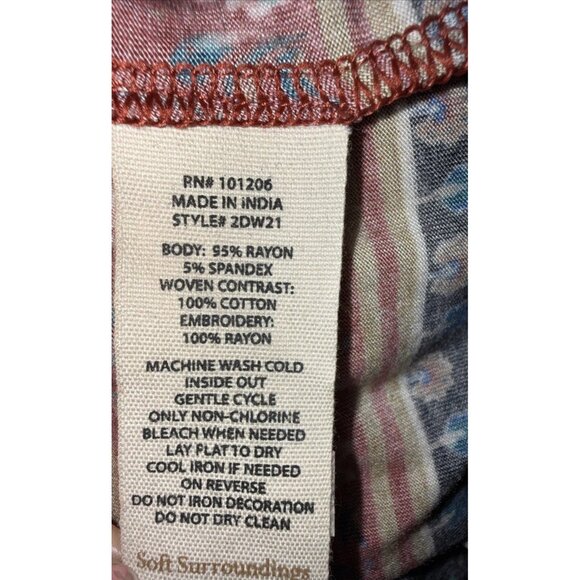 RN# 101206
MADE IN INDIA
STYLE# 2DW21
BODY: 95% RAYON
5% SPANDEX
WOVEN CONTRAST:
100% COTTON
EMBROIDERY:
100% RAYON
MACHINE WASH COLD
INSIDE OUT
GENTLE CYCLE
ONLY NON-CHLORINE
BLEACH WHEN NEEDED
LAY FLAT TO DRY
COOL IRON IF NEEDED
ON REVERSE
DO NOT IRON DECORATION
DO NOT DRY CLEAN
Soft Surroundings